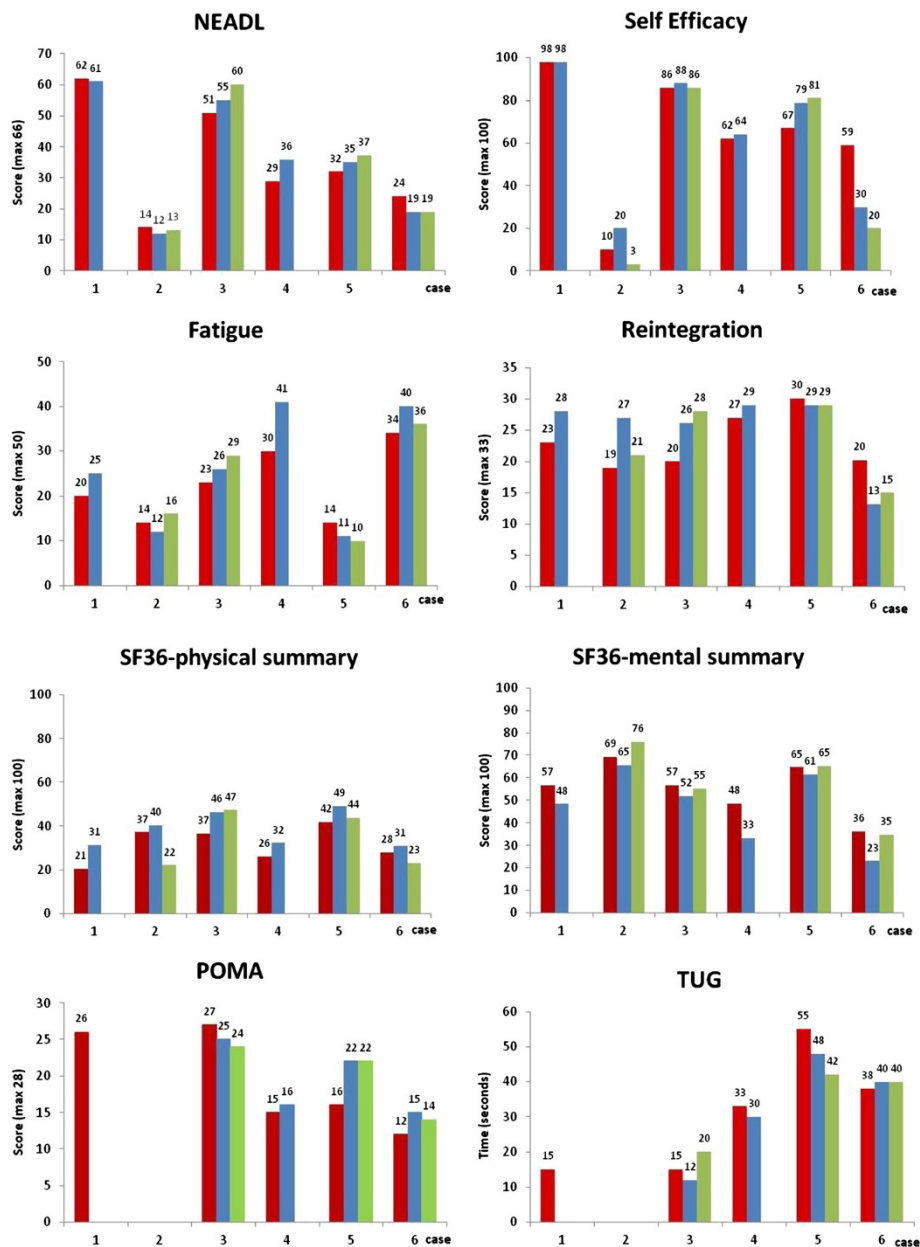 NEADL
Score (max 66)
70
60
50
40
30
20
10
0
62 61
14 12 13
51 55 60
29 36
32 35 37
24 19 19
1 2 3 4 5 6 case
Self Efficacy
Score (max 100)
100
80
60
40
20
0
98 98
10 20 3
86 88 86
62 64
67 79 81
59 30 20
1 2 3 4 5 6 case
Fatigue
Score (max 50)
50
40
30
20
10
0
20 25
14 12 16
23 26 29
30 41
14 11 10
34 40 36
1 2 3 4 5 6 case
Reintegration
Score (max 33)
35
30
25
20
15
10
5
0
23 28
19 27 21
20 26 28
27 29
30 29 29
20 13 15
1 2 3 4 5 6 case
SF36-physical summary
Score (max 100)
100
80
60
40
20
0
21 31
37 40 22
37 46 47
26 32
42 49 44
28 31 23
1 2 3 4 5 6 case
SF36-mental summary
Score (max 100)
100
90
80
70
60
50
40
30
20
10
0
57 48
69 65 76
57 52 55
48 33
65 61 65
36 23 35
1 2 3 4 5 6 case
POMA
Score (max 28)
30
25
20
15
10
5
0
26
27 25 24
15 16
16 22 22
12 15 14
1 2 3 4 5 6 case
TUG
Time (seconds)
60
50
40
30
20
10
0
15
15 12 20
33 30
55 48 42
38 40 40
1 2 3 4 5 6 case